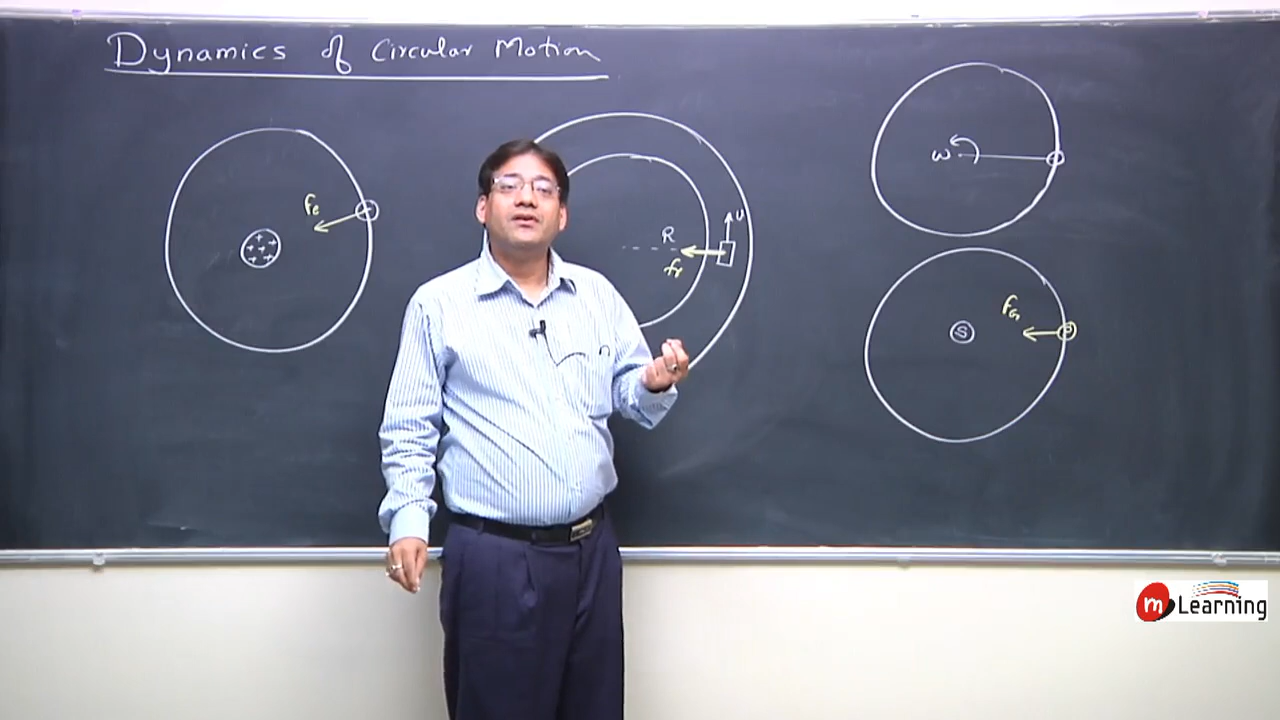 Dynamics of Circular Motion
Fe
-
+ + + + + +
R
fr
υ
ω
FG
S
P
m Learning